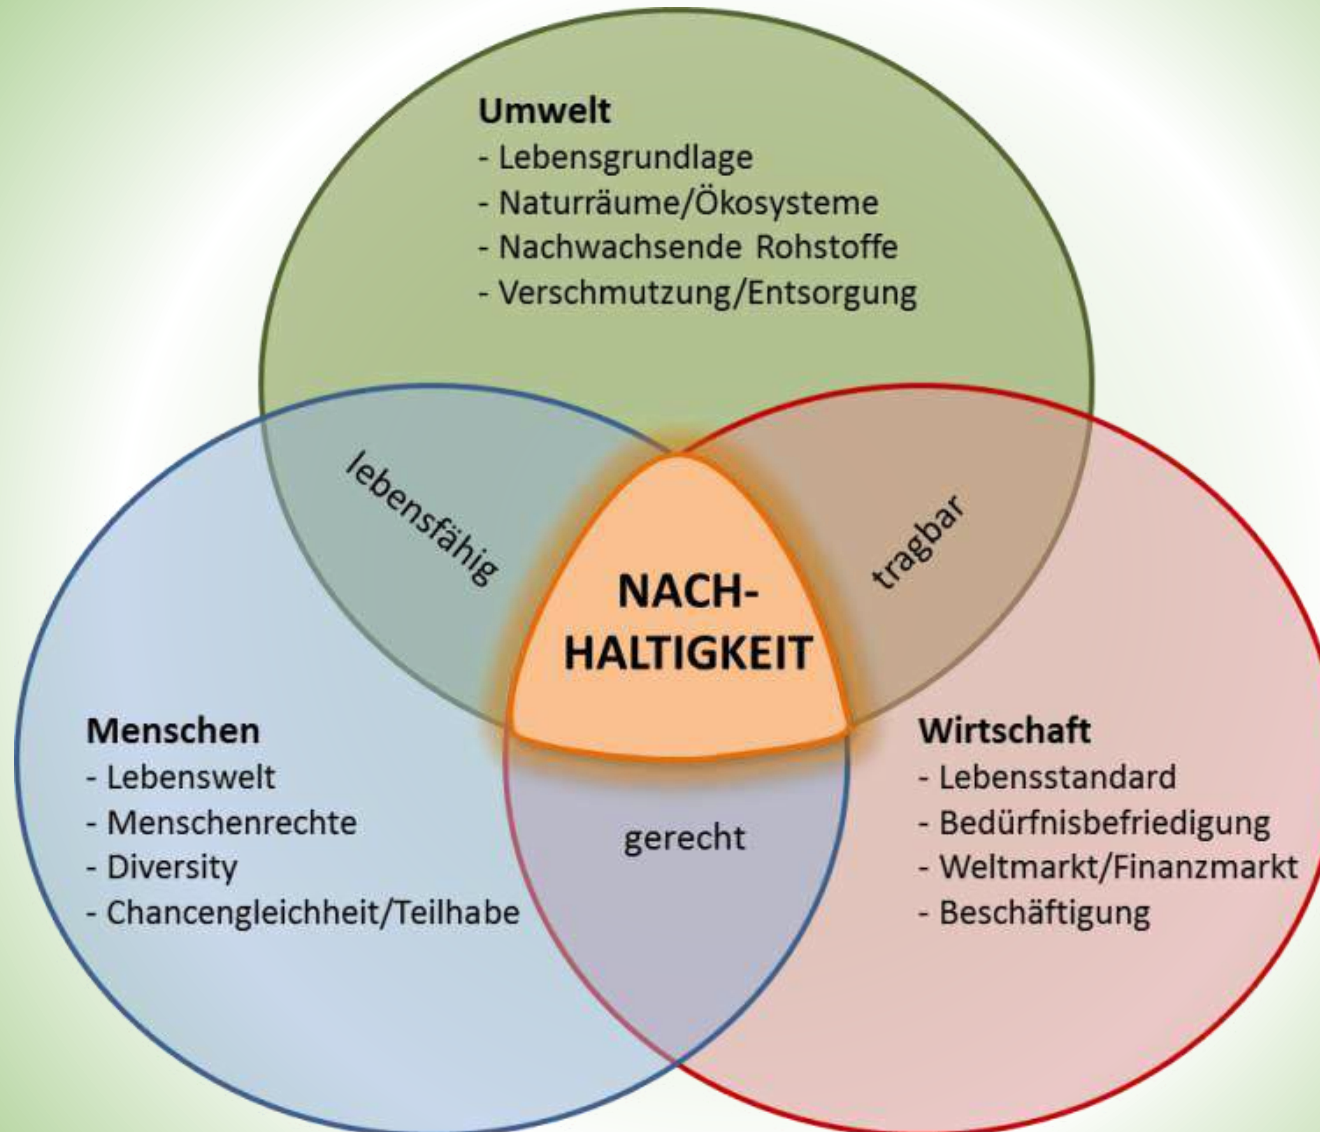 Umwelt
- Lebensgrundlage
- Naturräume/Ökosysteme
- Nachwachsende Rohstoffe
- Verschmutzung/Entsorgung
lebensfähig
tragbar
NACH-
HALTIGKEIT
Menschen
- Lebenswelt
- Menschenrechte
- Diversity
- Chancengleichheit/Teilhabe
gerecht
Wirtschaft
- Lebensstandard
- Bedürfnisbefriedigung
- Weltmarkt/Finanzmarkt
- Beschäftigung